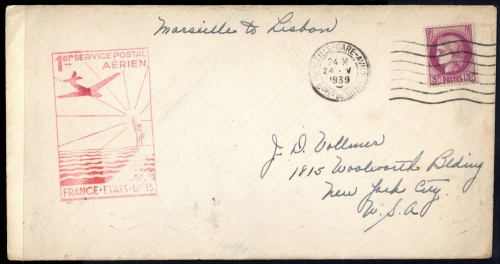 Marseille to Lisbon
1er SERVICE POSTAL
AÉRIEN
FRANCE-ETATS-UNIS
24 V
1939
POSTES
J. D. Vollmer
1815 Woolworth Bldng
New York City.
U.S.A